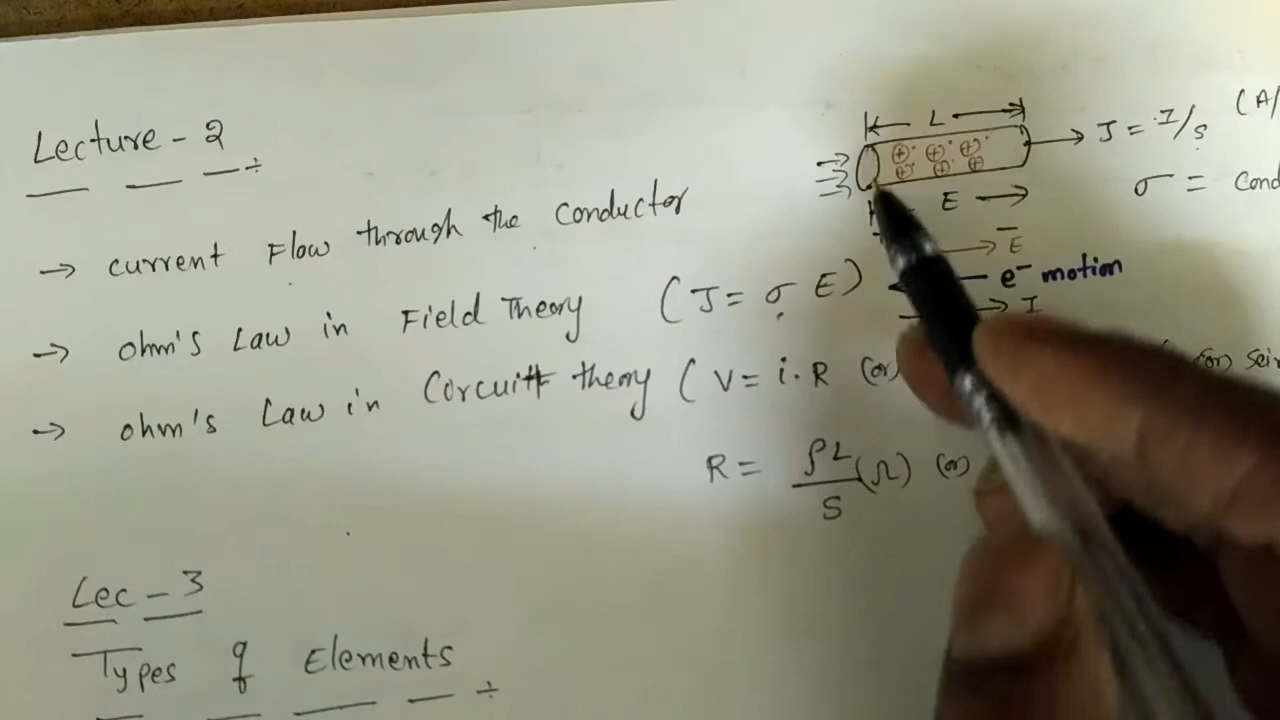 Lecture - 2
→ current Flow through the conductor
→ ohm's Law in Field Theory (J = σ E)
→ ohm's Law in Corcuitt theory (V = i. R (or)
R = ρL/S (Ω) (or)
L
J = I/s (A/
σ = Cond
E →
E
e⁻ motion
I
(or)
Lec - 3
Types of Elements